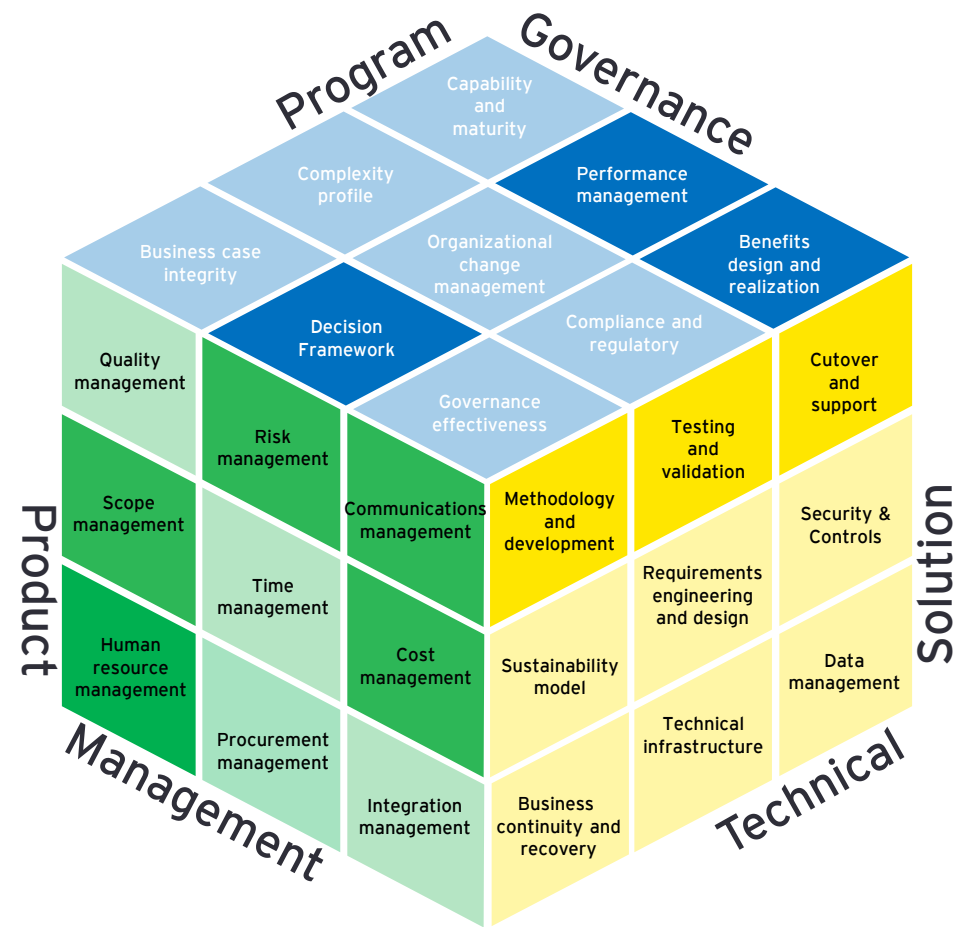 Program
Governance
Capability
and
maturity
Complexity
profile
Performance
management
Business case
integrity
Organizational
change
management
Benefits
design and
realization
Decision
Framework
Compliance and
regulatory
Governance
effectiveness
Product
Management
Quality
management
Risk
management
Communications
management
Scope
management
Time
management
Cost
management
Human
resource
management
Procurement
management
Integration
management
Methodology
and
development
Testing
and
validation
Cutover
and
support
Sustainability
model
Requirements
engineering
and design
Security &
Controls
Business
continuity and
recovery
Technical
infrastructure
Data
management
Technical
Solution